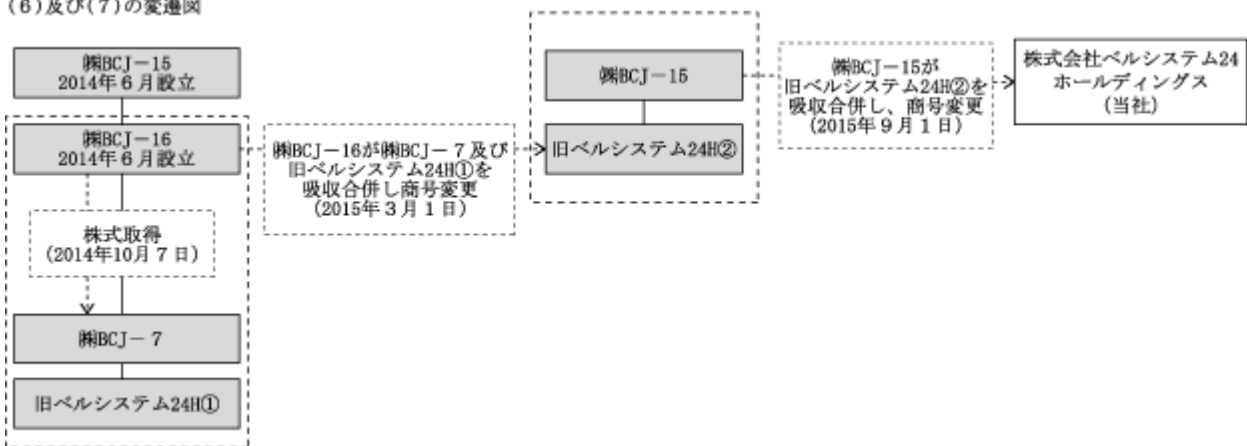 (6)及び(7)の変遷図
㈱BCJ－15
2014年６月設立
㈱BCJ－16
2014年６月設立
株式取得
(2014年10月７日)
㈱BCJ－７
旧ベルシステム24H①
㈱BCJ－16が㈱BCJ－７及び
旧ベルシステム24H①を
吸収合併し商号変更
(2015年３月１日)
㈱BCJ－15
旧ベルシステム24H②
㈱BCJ－15が
旧ベルシステム24H②を
吸収合併し、商号変更
(2015年９月１日)
株式会社ベルシステム24
ホールディングス
(当社)